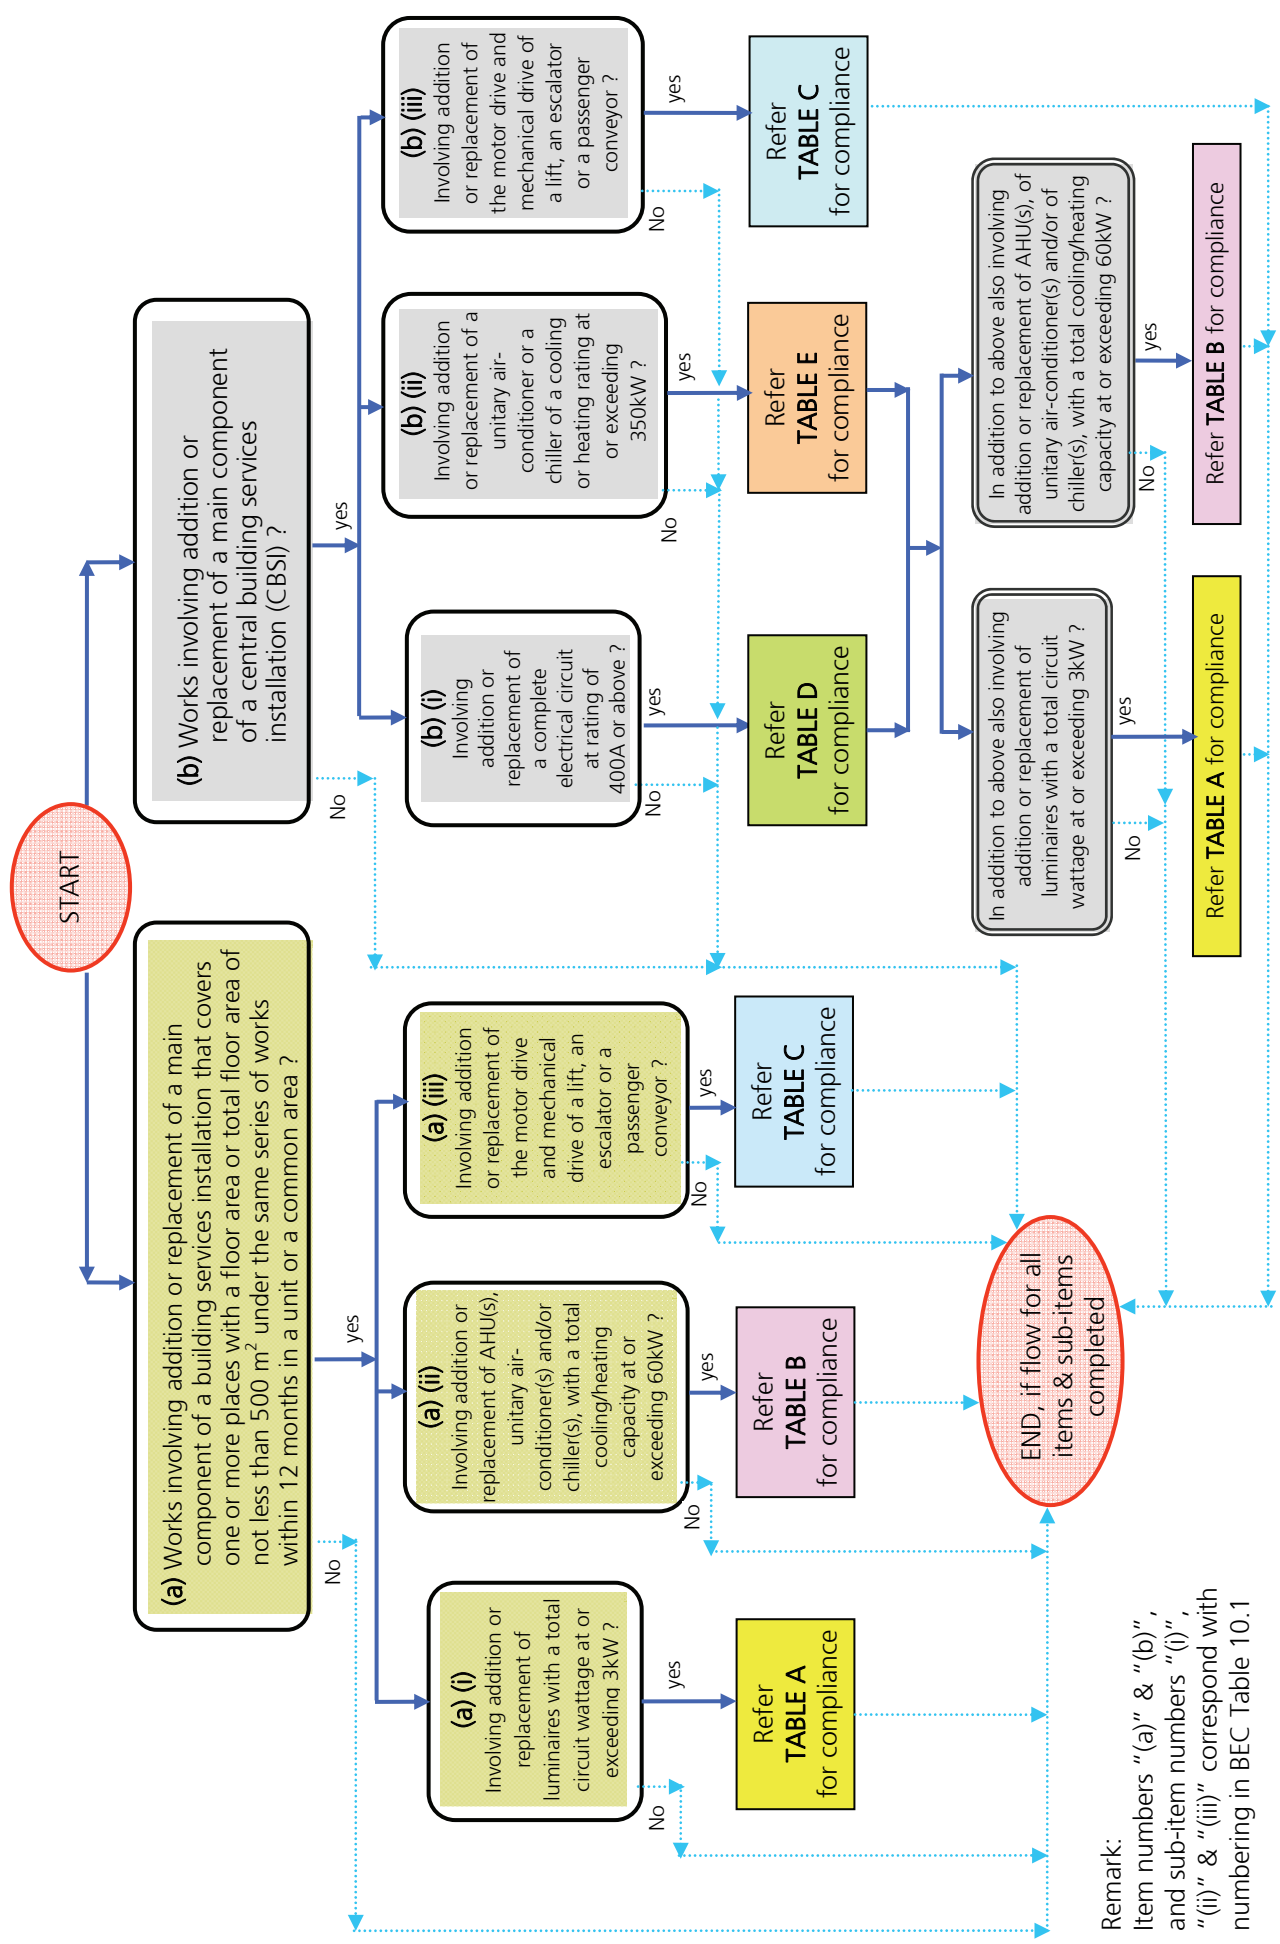 START
(a) Works involving addition or replacement of a main
component of a building services installation that covers
one or more places with a floor area or total floor area of
not less than 500 m² under the same series of works
within 12 months in a unit or a common area ?
No
yes
(b) Works involving addition or
replacement of a main component
of a central building services
installation (CBSI) ?
No
yes
(a) (i)
Involving addition or
replacement of
luminaires with a total
circuit wattage at or
exceeding 3kW ?
No
yes
(a) (ii)
Involving addition or
replacement of AHU(s),
unitary air-
conditioner(s) and/or
chiller(s), with a total
cooling/heating
capacity at or
exceeding 60kW ?
No
yes
(a) (iii)
Involving addition
or replacement of
the motor drive
and mechanical
drive of a lift, an
escalator or a
passenger
conveyor ?
No
yes
(b) (i)
Involving
addition or
replacement of
a complete
electrical circuit
at rating of
400A or above ?
No
yes
(b) (ii)
Involving addition
or replacement of a
unitary air-
conditioner or a
chiller of a cooling
or heating rating at
or exceeding
350kW ?
No
yes
(b) (iii)
Involving addition
or replacement of
the motor drive and
mechanical drive of
a lift, an escalator
or a passenger
conveyor ?
No
yes
Refer
TABLE A
for compliance
Refer
TABLE B
for compliance
Refer
TABLE C
for compliance
Refer
TABLE D
for compliance
Refer
TABLE E
for compliance
Refer
TABLE C
for compliance
In addition to above also involving
addition or replacement of
luminaires with a total circuit
wattage at or exceeding 3kW ?
No
yes
In addition to above also involving
addition or replacement of AHU(s), of
unitary air-conditioner(s) and/or of
chiller(s), with a total cooling/heating
capacity at or exceeding 60kW ?
No
yes
Refer TABLE A for compliance
Refer TABLE B for compliance
END, if flow for all
items & sub-items
completed
Remark:
Item numbers “(a)” & “(b)”,
and sub-item numbers “(i)”,
“(ii)” & “(iii)” correspond with
numbering in BEC Table 10.1